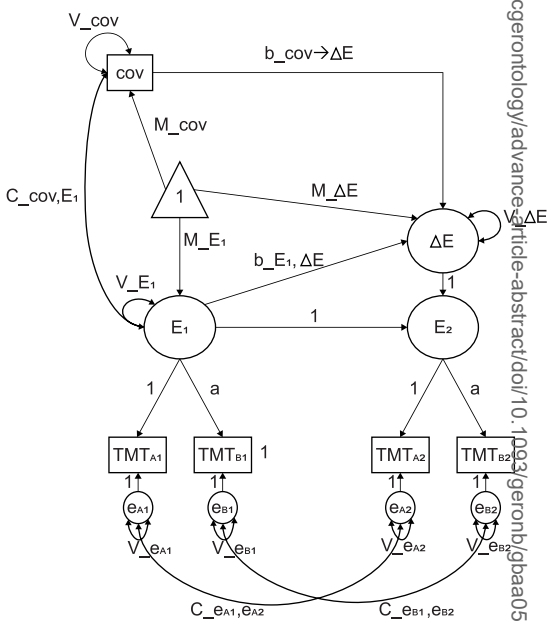 V_cov
cov
b_cov→ΔE
M_cov
C_cov,E₁
1
M_ΔE
V_ΔE
ΔE
M_E₁
b_E₁, ΔE
1
V_E₁
E₁
1
E₂
1 a 1 a
TMT_A1 TMT_B1 1 TMT_A2 TMT_B2
1 1 1 1
e_A1 e_B1 e_A2 e_B2
V_e_A1 V_e_B1 V_e_A2 V_e_B2
C_e_A1,e_A2 C_e_B1,e_B2
cgerontology/advance-article-abstract/doi/10.1093/geronb/gbaa05